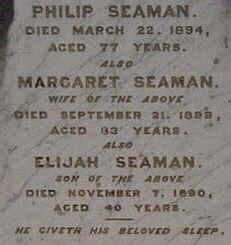 PHILIP SEAMAN.
DIED MARCH 22. 1894,
AGED 77 YEARS.
ALSO
MARGARET SEAMAN.
WIFE OF THE ABOVE
DIED SEPTEMBER 21.
AGED 83 YEARS.
ALSO
ELIJAH SEAMAN.
SON OF THE ABOVE
DIED NOVEMBER 7. 1890,
AGED 40 YEARS.
HE GIVETH HIS BELOVED SLEEP.